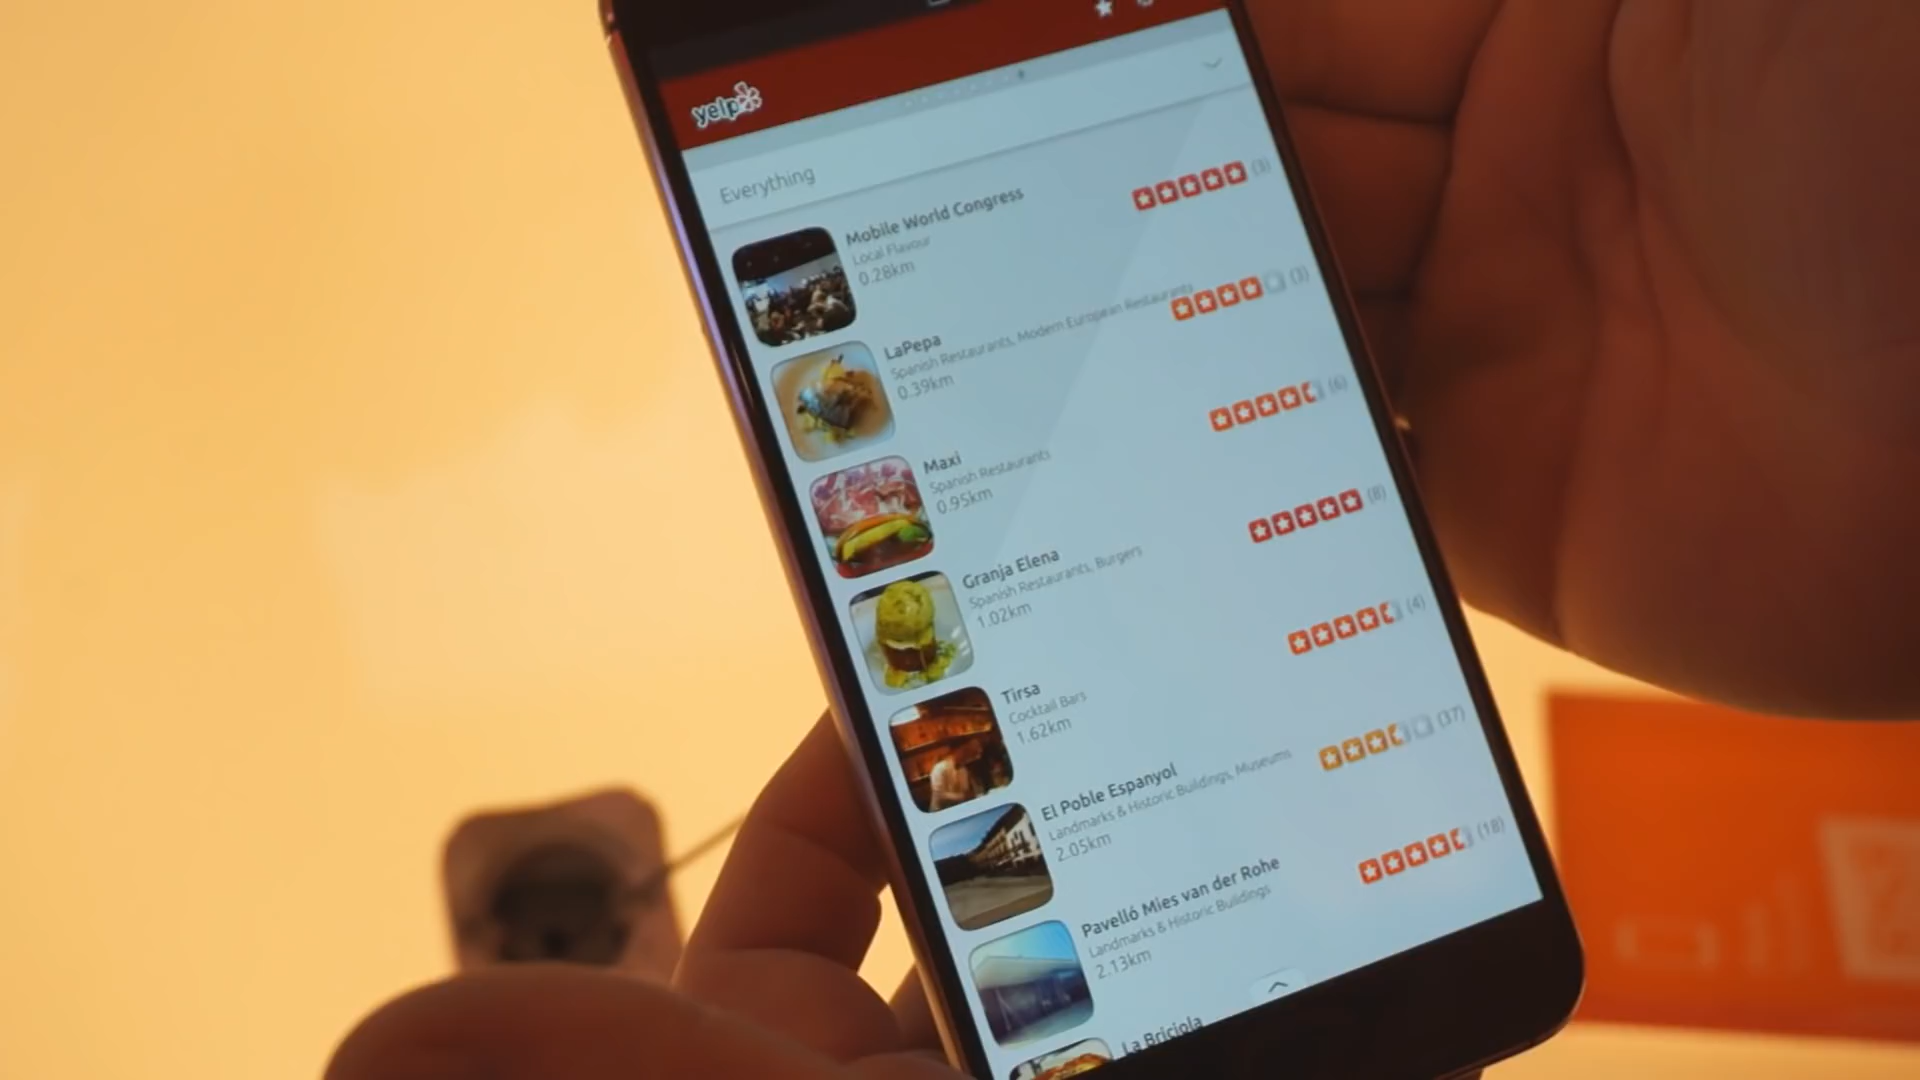 yelp
Everything
Mobile World Congress
(3)
Local Flavour
0.28km
LaPepa
(3)
Spanish Restaurants, Modern European Restaurants
0.39km
Maxi
(6)
Spanish Restaurants
0.95km
Granja Elena
(8)
Spanish Restaurants, Burgers
1.02km
Tirsa
(4)
Cocktail Bars
1.62km
El Poble Espanyol
(37)
Landmarks & Historic Buildings, Museums
2.05km
Pavelló Mies van der Rohe
(18)
Landmarks & Historic Buildings
2.13km
La Briciola